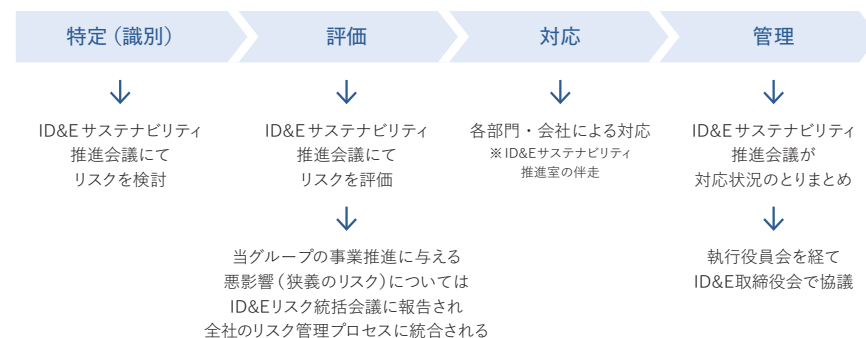 特定（識別）
評価
対応
管理
ID&Eサステナビリティ
推進会議にて
リスクを検討
ID&Eサステナビリティ
推進会議にて
リスクを評価
当グループの事業推進に与える
悪影響（狭義のリスク）については
ID&Eリスク統括会議に報告され
全社のリスク管理プロセスに統合される
各部門・会社による対応
※ID&Eサステナビリティ
推進室の伴走
ID&Eサステナビリティ
推進会議が
対応状況のとりまとめ
執行役員会を経て
ID&E取締役会で協議